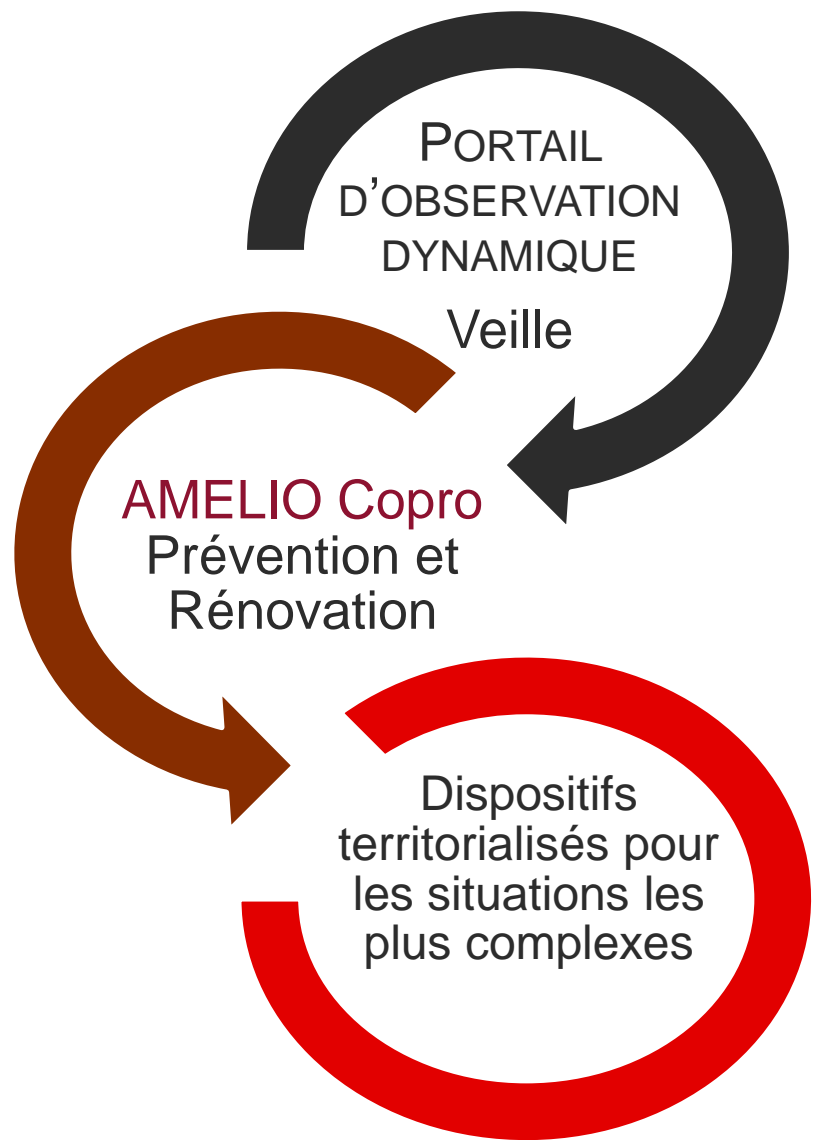 PORTAIL
D'OBSERVATION
DYNAMIQUE
Veille
AMELIO Copro
Prévention et
Rénovation
Dispositifs
territorialisés pour
les situations les
plus complexes